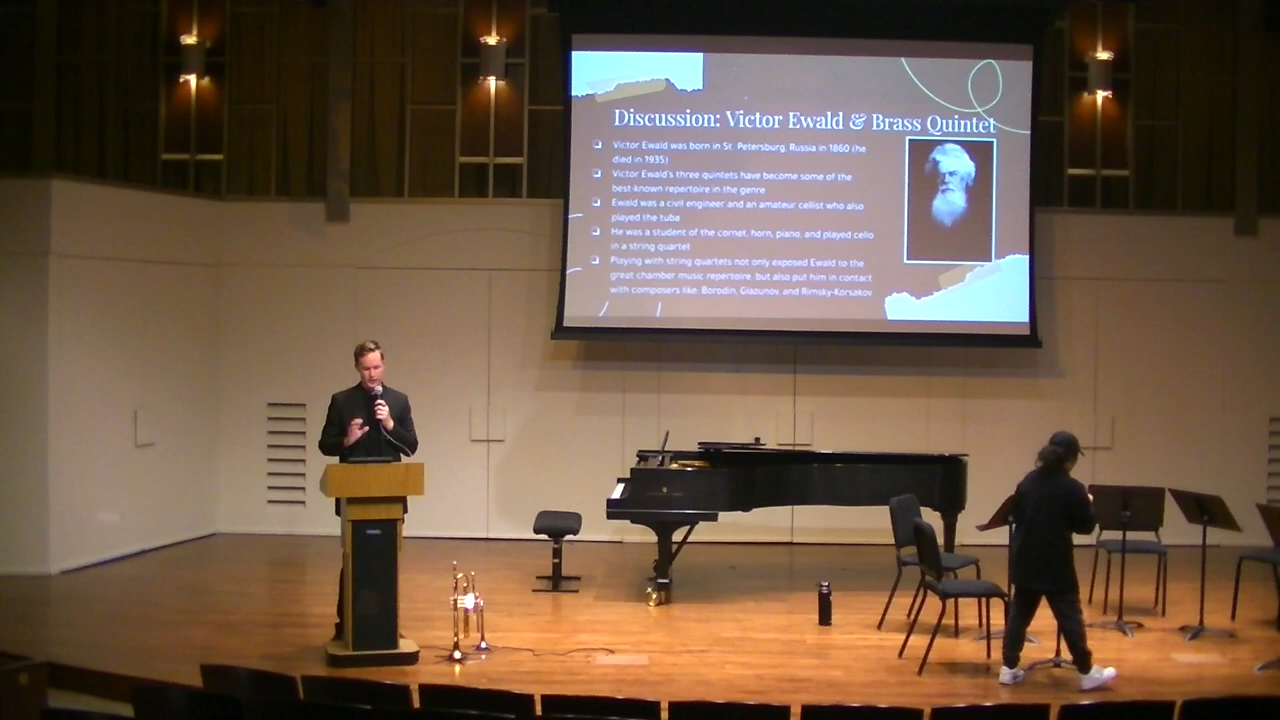 Discussion: Victor Ewald & Brass Quintet
Victor Ewald was born in St. Petersburg, Russia in 1860 (he
died in 1935)
Victor Ewald's three quintets have become some of the
best-known repertoire in the genre
Ewald was a civil engineer and an amateur cellist who also
played the tuba
He was a student of the cornet, horn, piano, and played cello
in a string quartet
Playing with string quartets not only exposed Ewald to the
great chamber music repertoire, but also put him in contact
with composers like: Borodin, Glazunov, and Rimsky-Korsakov